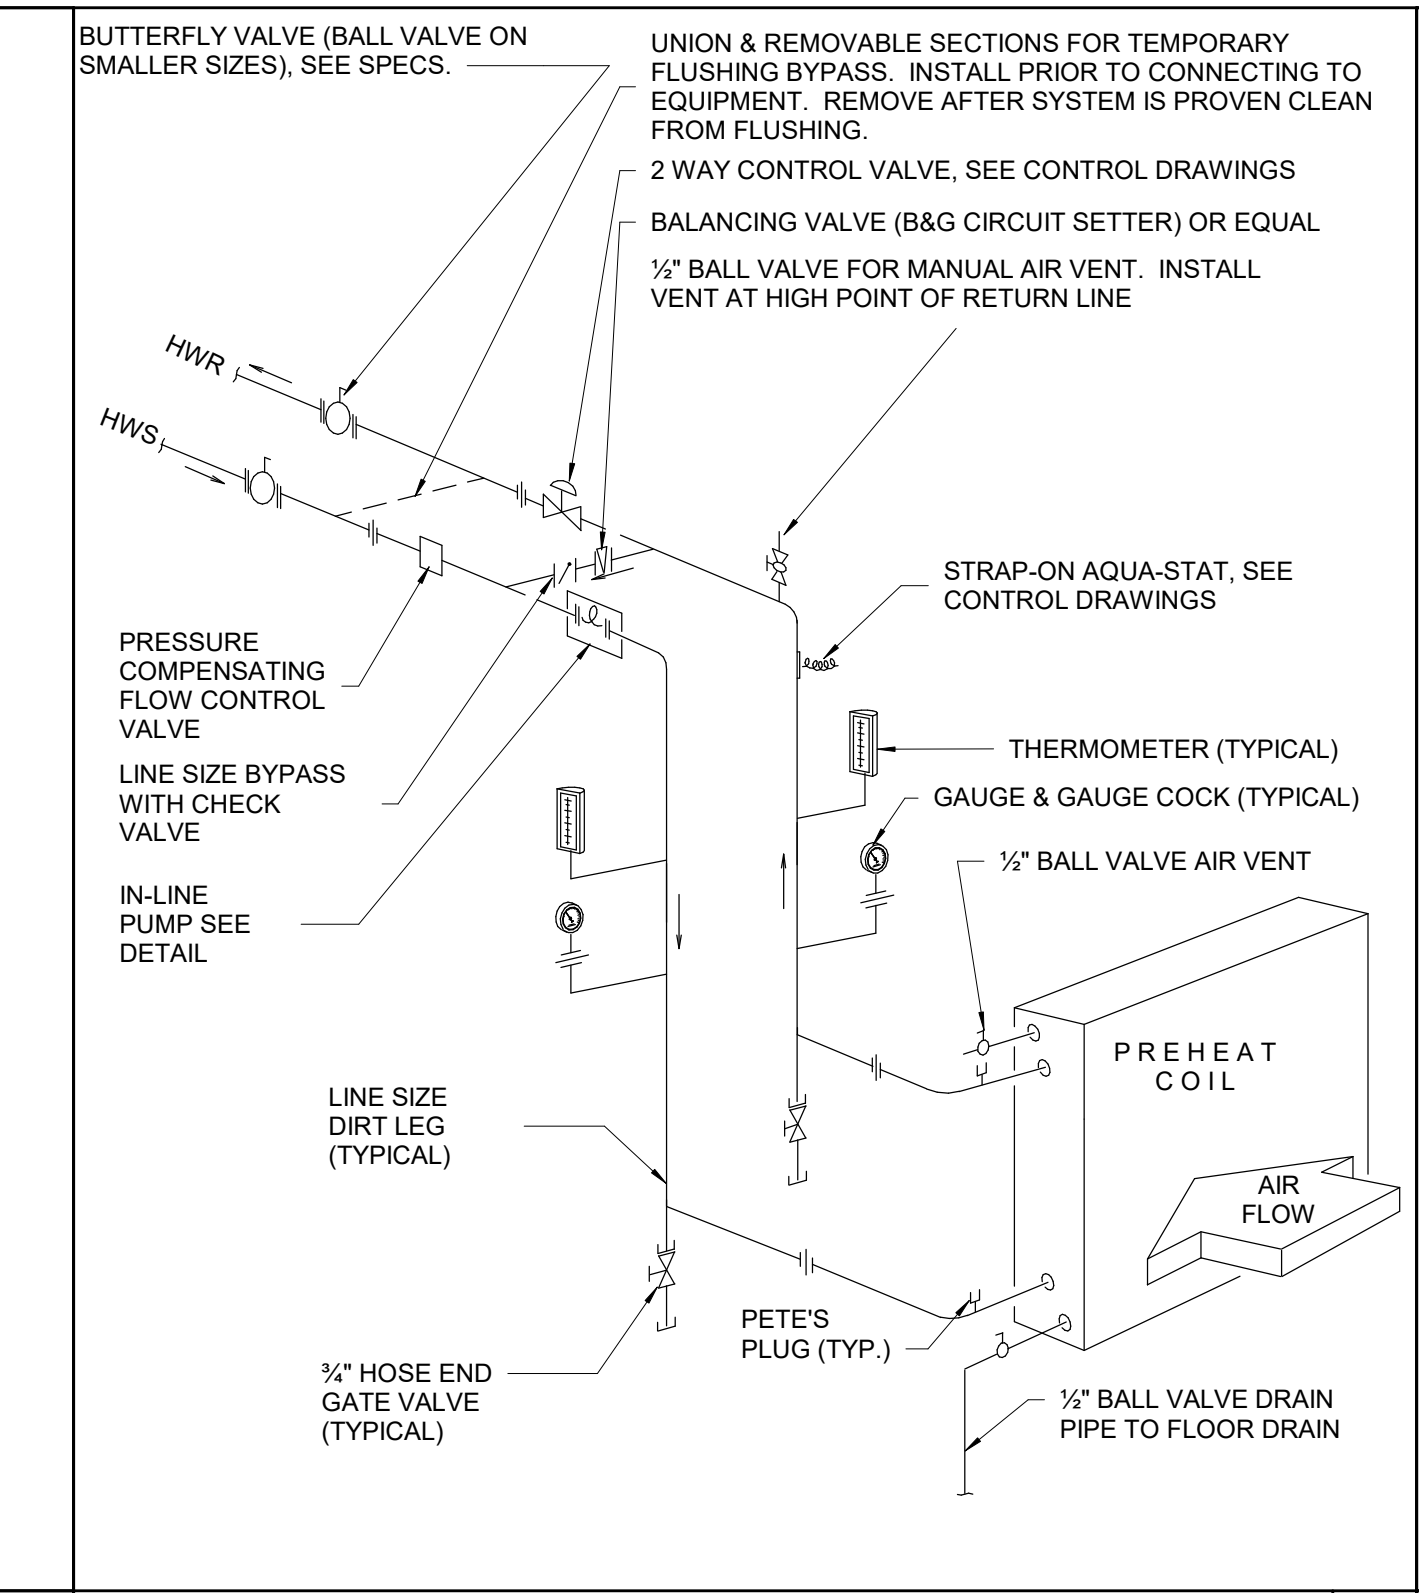 BUTTERFLY VALVE (BALL VALVE ON
SMALLER SIZES), SEE SPECS.
UNION & REMOVABLE SECTIONS FOR TEMPORARY
FLUSHING BYPASS. INSTALL PRIOR TO CONNECTING TO
EQUIPMENT. REMOVE AFTER SYSTEM IS PROVEN CLEAN
FROM FLUSHING.
2 WAY CONTROL VALVE, SEE CONTROL DRAWINGS
BALANCING VALVE (B&G CIRCUIT SETTER) OR EQUAL
½" BALL VALVE FOR MANUAL AIR VENT. INSTALL
VENT AT HIGH POINT OF RETURN LINE
HWR
HWS
STRAP-ON AQUA-STAT, SEE
CONTROL DRAWINGS
PRESSURE
COMPENSATING
FLOW CONTROL
VALVE
THERMOMETER (TYPICAL)
LINE SIZE BYPASS
WITH CHECK
VALVE
GAUGE & GAUGE COCK (TYPICAL)
½" BALL VALVE AIR VENT
IN-LINE
PUMP SEE
DETAIL
PREHEAT
COIL
LINE SIZE
DIRT LEG
(TYPICAL)
AIR
FLOW
PETE'S
PLUG (TYP.)
¾" HOSE END
GATE VALVE
(TYPICAL)
½" BALL VALVE DRAIN
PIPE TO FLOOR DRAIN